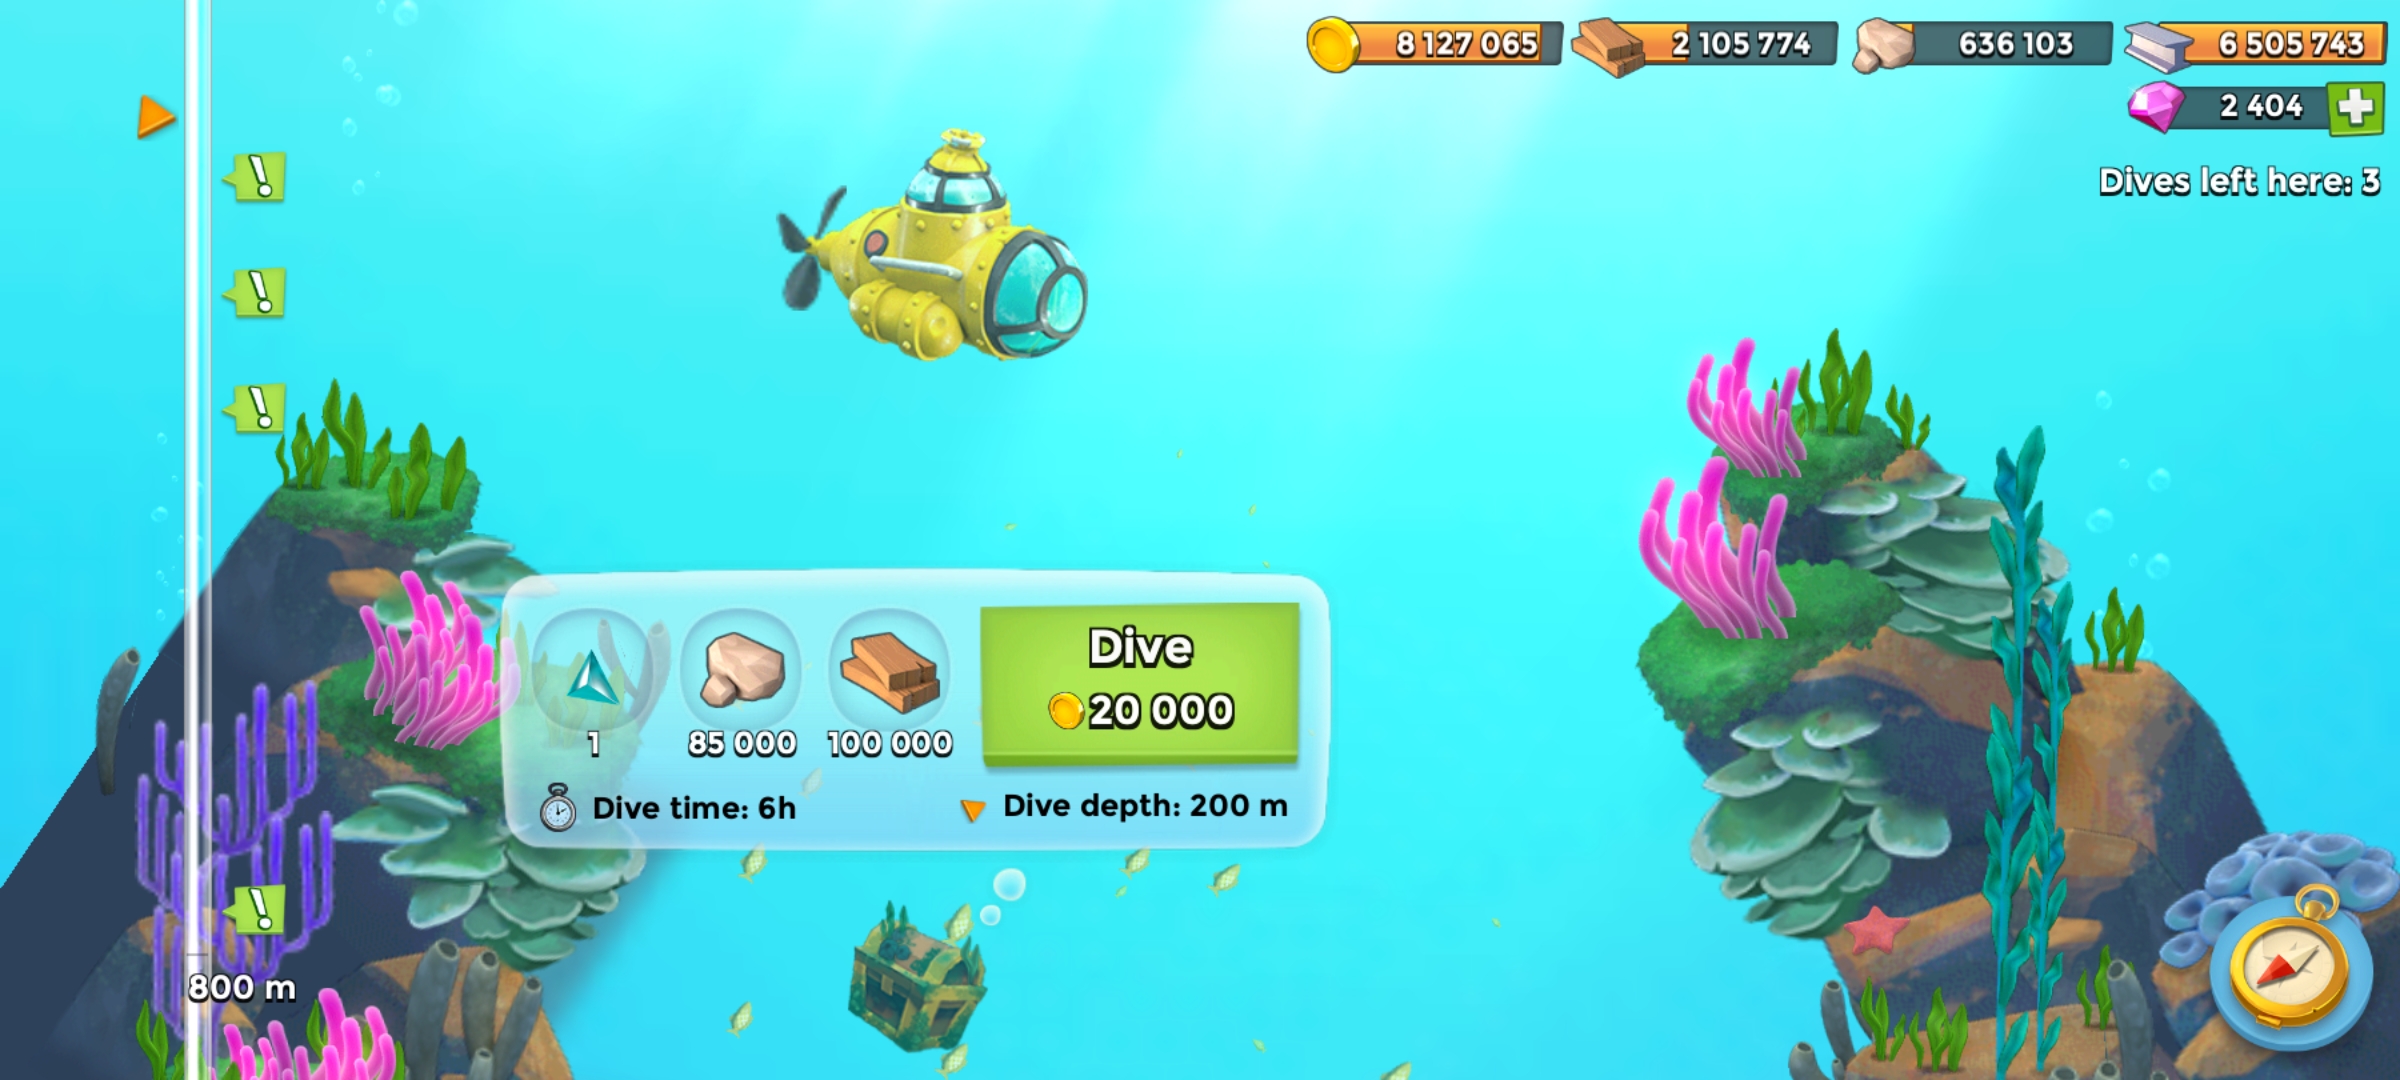 8 127 065
2 105 774
636 103
6 505 743
2 404
Dives left here: 3
!
!
!
Dive
20 000
1
85 000
100 000
Dive time: 6h
Dive depth: 200 m
!
800 m